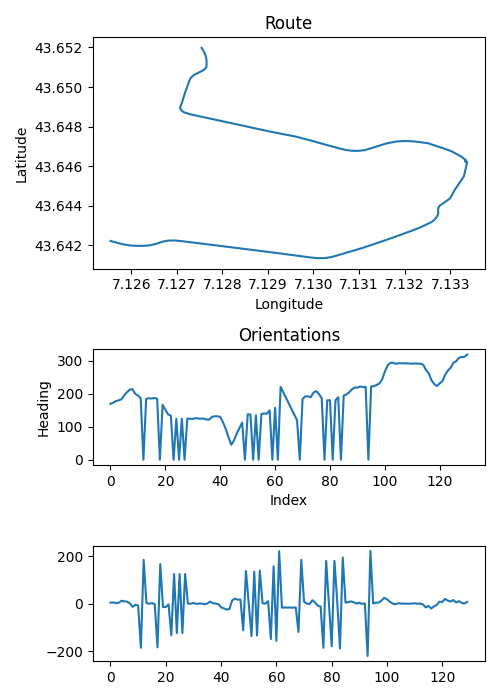 Route
43.652
43.650
43.648
43.646
43.644
43.642
Latitude
7.126 7.127 7.128 7.129 7.130 7.131 7.132 7.133
Longitude
Orientations
300
200
100
0
Heading
0 20 40 60 80 100 120
Index
200
0
−200
0 20 40 60 80 100 120